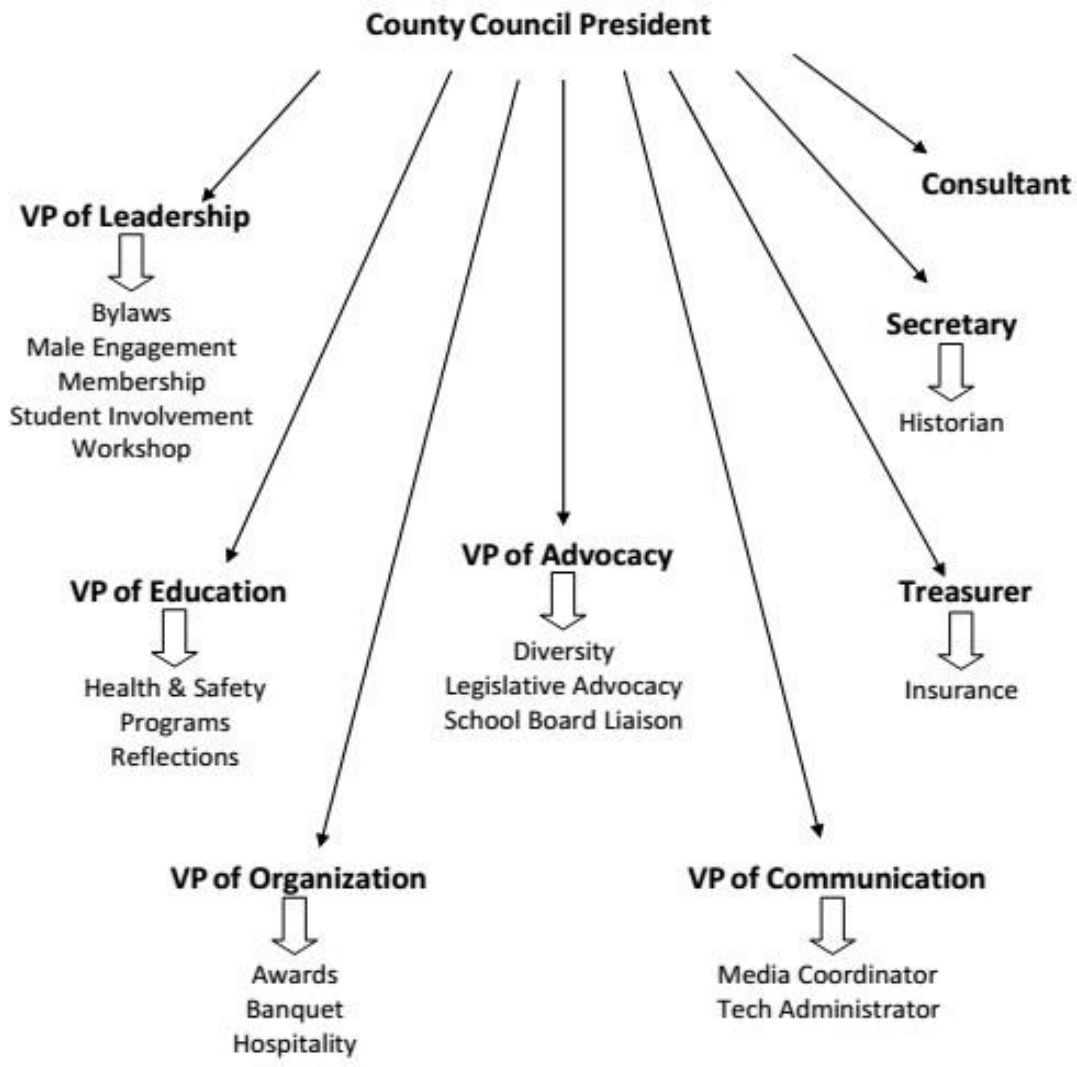 County Council President
Consultant
VP of Leadership
Bylaws
Male Engagement
Membership
Student Involvement
Workshop
Secretary
Historian
VP of Education
Health & Safety
Programs
Reflections
VP of Advocacy
Diversity
Legislative Advocacy
School Board Liaison
Treasurer
Insurance
VP of Organization
Awards
Banquet
Hospitality
VP of Communication
Media Coordinator
Tech Administrator